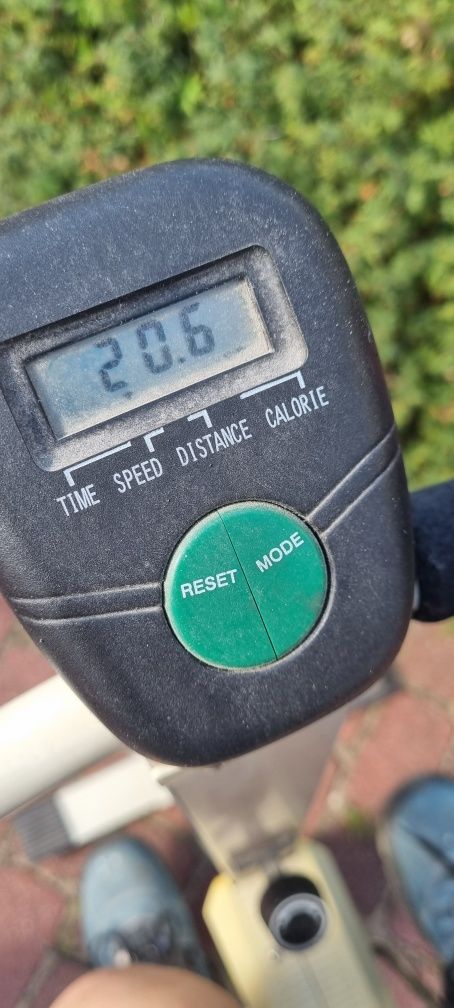 20.6
TIME SPEED DISTANCE CALORIE
RESET MODE